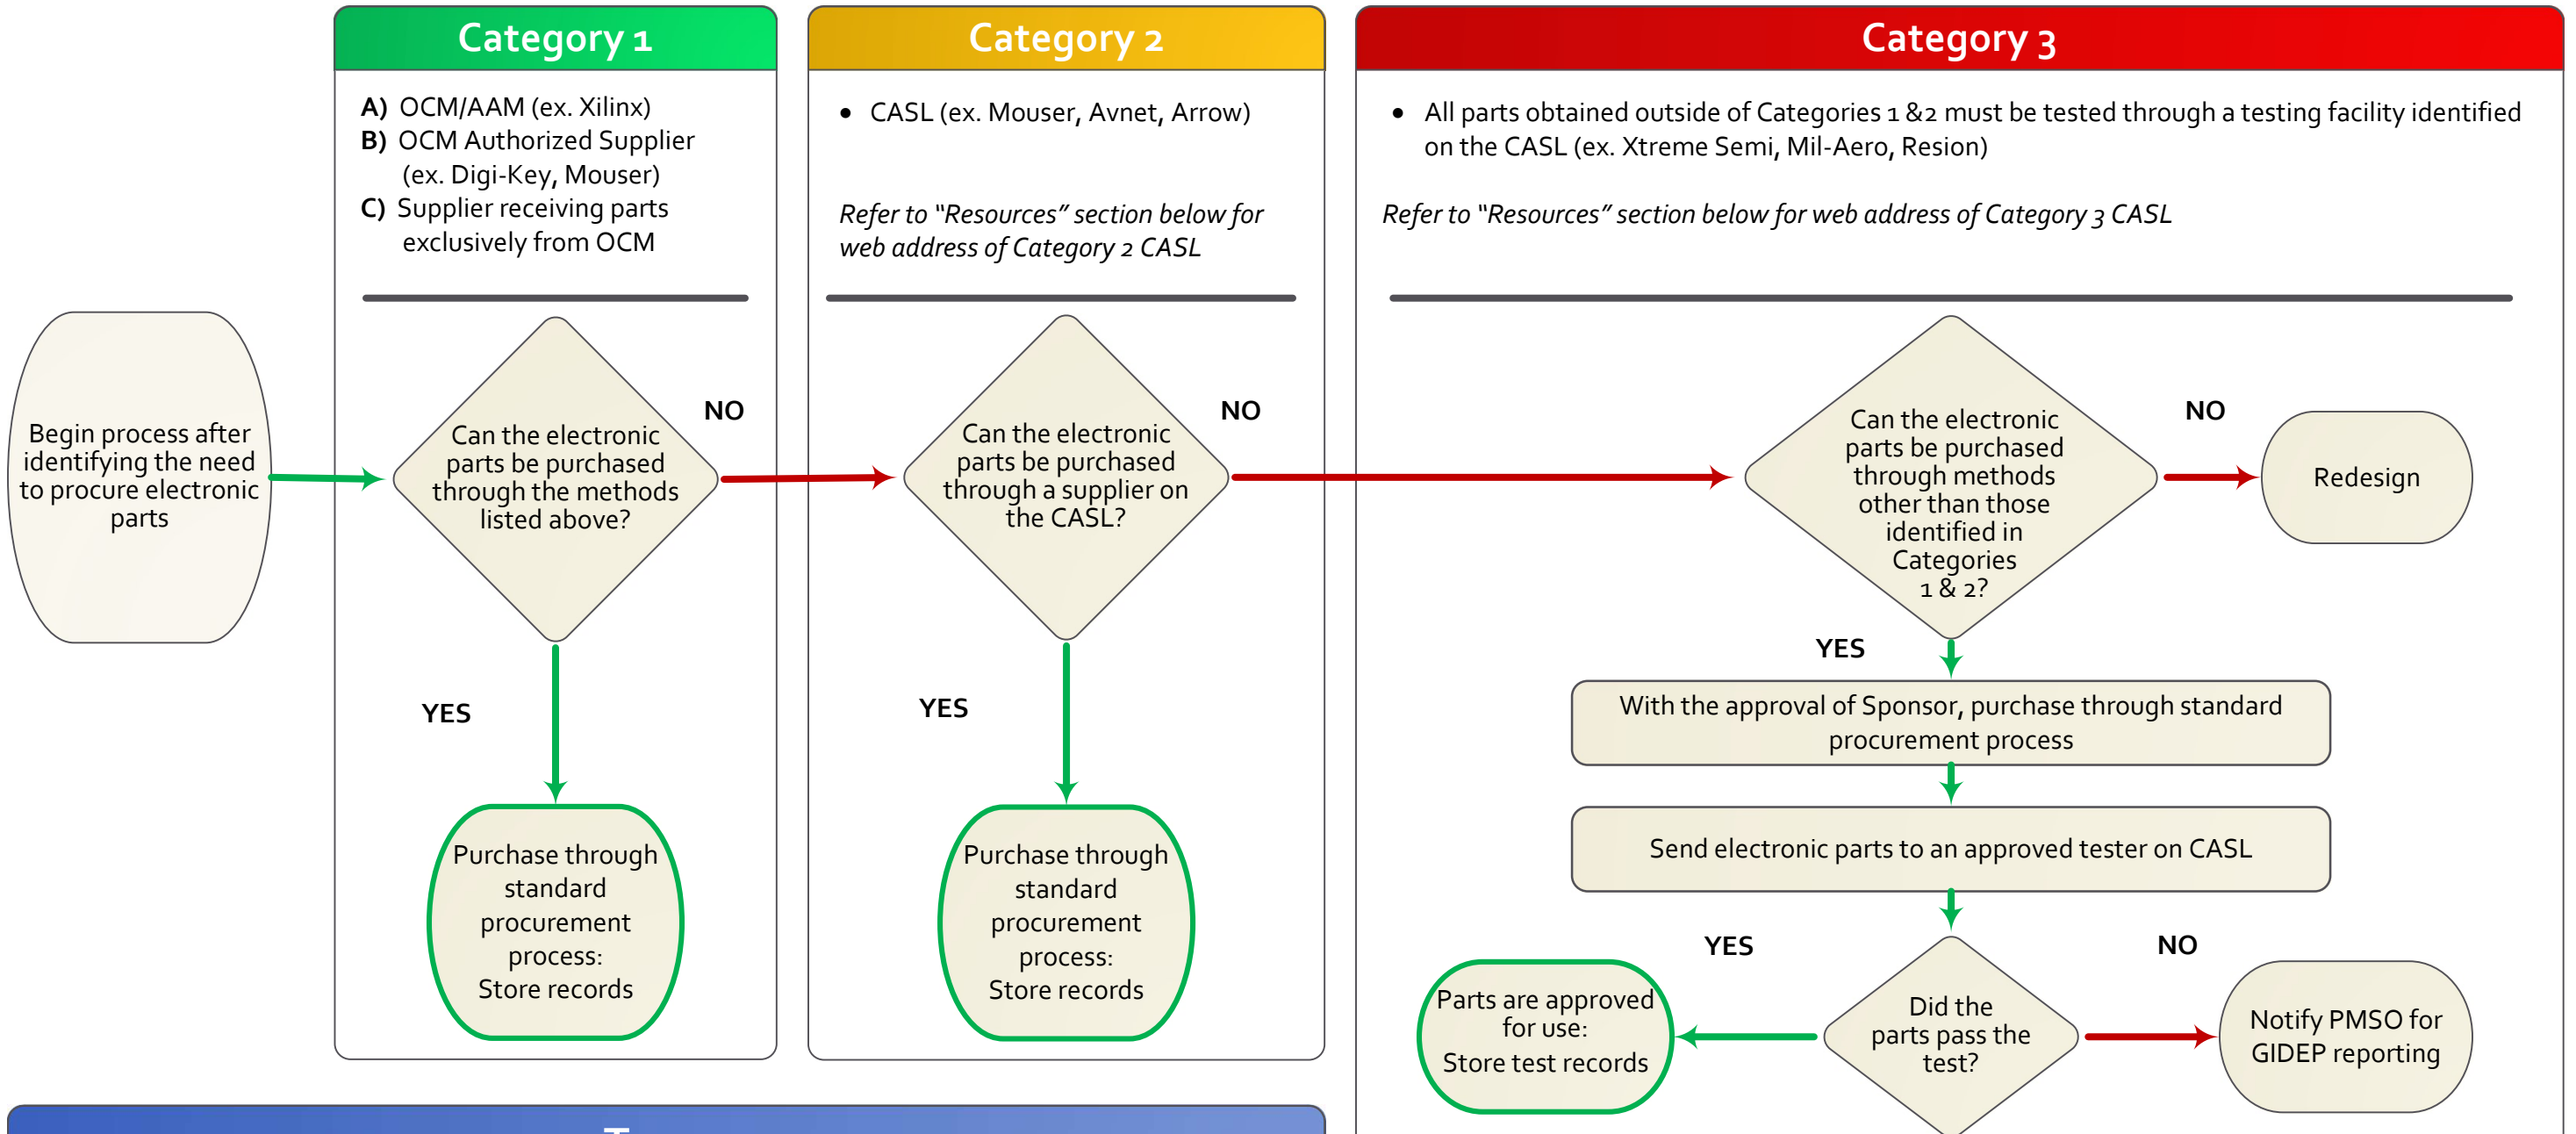 Category 1
A) OCM/AAM (ex. Xilinx)
B) OCM Authorized Supplier
(ex. Digi-Key, Mouser)
C) Supplier receiving parts
exclusively from OCM
Category 2
• CASL (ex. Mouser, Avnet, Arrow)
Refer to "Resources" section below for
web address of Category 2 CASL
Category 3
• All parts obtained outside of Categories 1 &2 must be tested through a testing facility identified
on the CASL (ex. Xtreme Semi, Mil-Aero, Resion)
Refer to "Resources" section below for web address of Category 3 CASL
Begin process after
identifying the need
to procure electronic
parts
Can the electronic
parts be purchased
through the methods
listed above?
NO
YES
Purchase through
standard
procurement
process:
Store records
Can the electronic
parts be purchased
through a supplier on
the CASL?
NO
YES
Purchase through
standard
procurement
process:
Store records
Can the electronic
parts be purchased
through methods
other than those
identified in
Categories
1 & 2?
NO
Redesign
YES
With the approval of Sponsor, purchase through standard
procurement process
Send electronic parts to an approved tester on CASL
Did the
parts pass the
test?
YES
Parts are approved
for use:
Store test records
NO
Notify PMSO for
GIDEP reporting